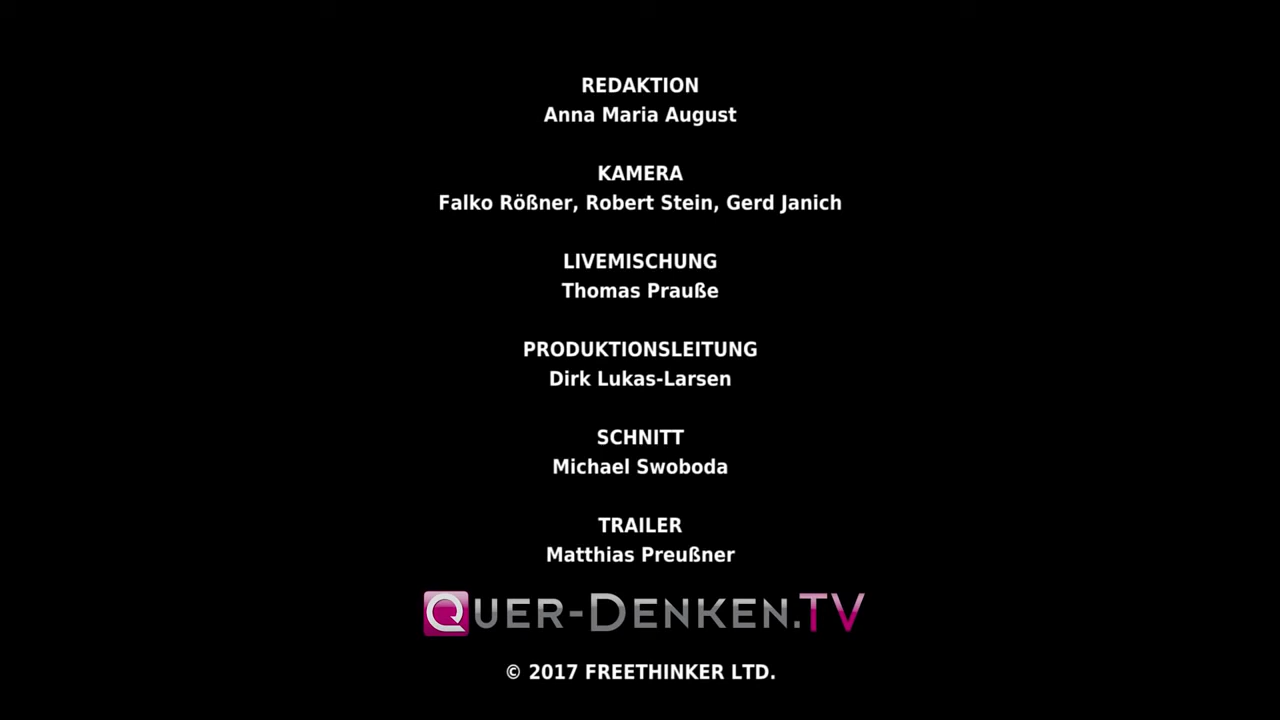 REDAKTION
Anna Maria August
KAMERA
Falko Rößner, Robert Stein, Gerd Janich
LIVEMISCHUNG
Thomas Prauße
PRODUKTIONSLEITUNG
Dirk Lukas-Larsen
SCHNITT
Michael Swoboda
TRAILER
Matthias Preußner
QUER-DENKEN.TV
© 2017 FREETHINKER LTD.